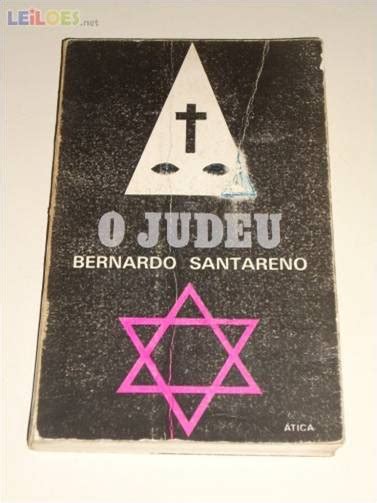 LEiLOES.net
O JUDEU
BERNARDO SANTARENO
ÁTICA